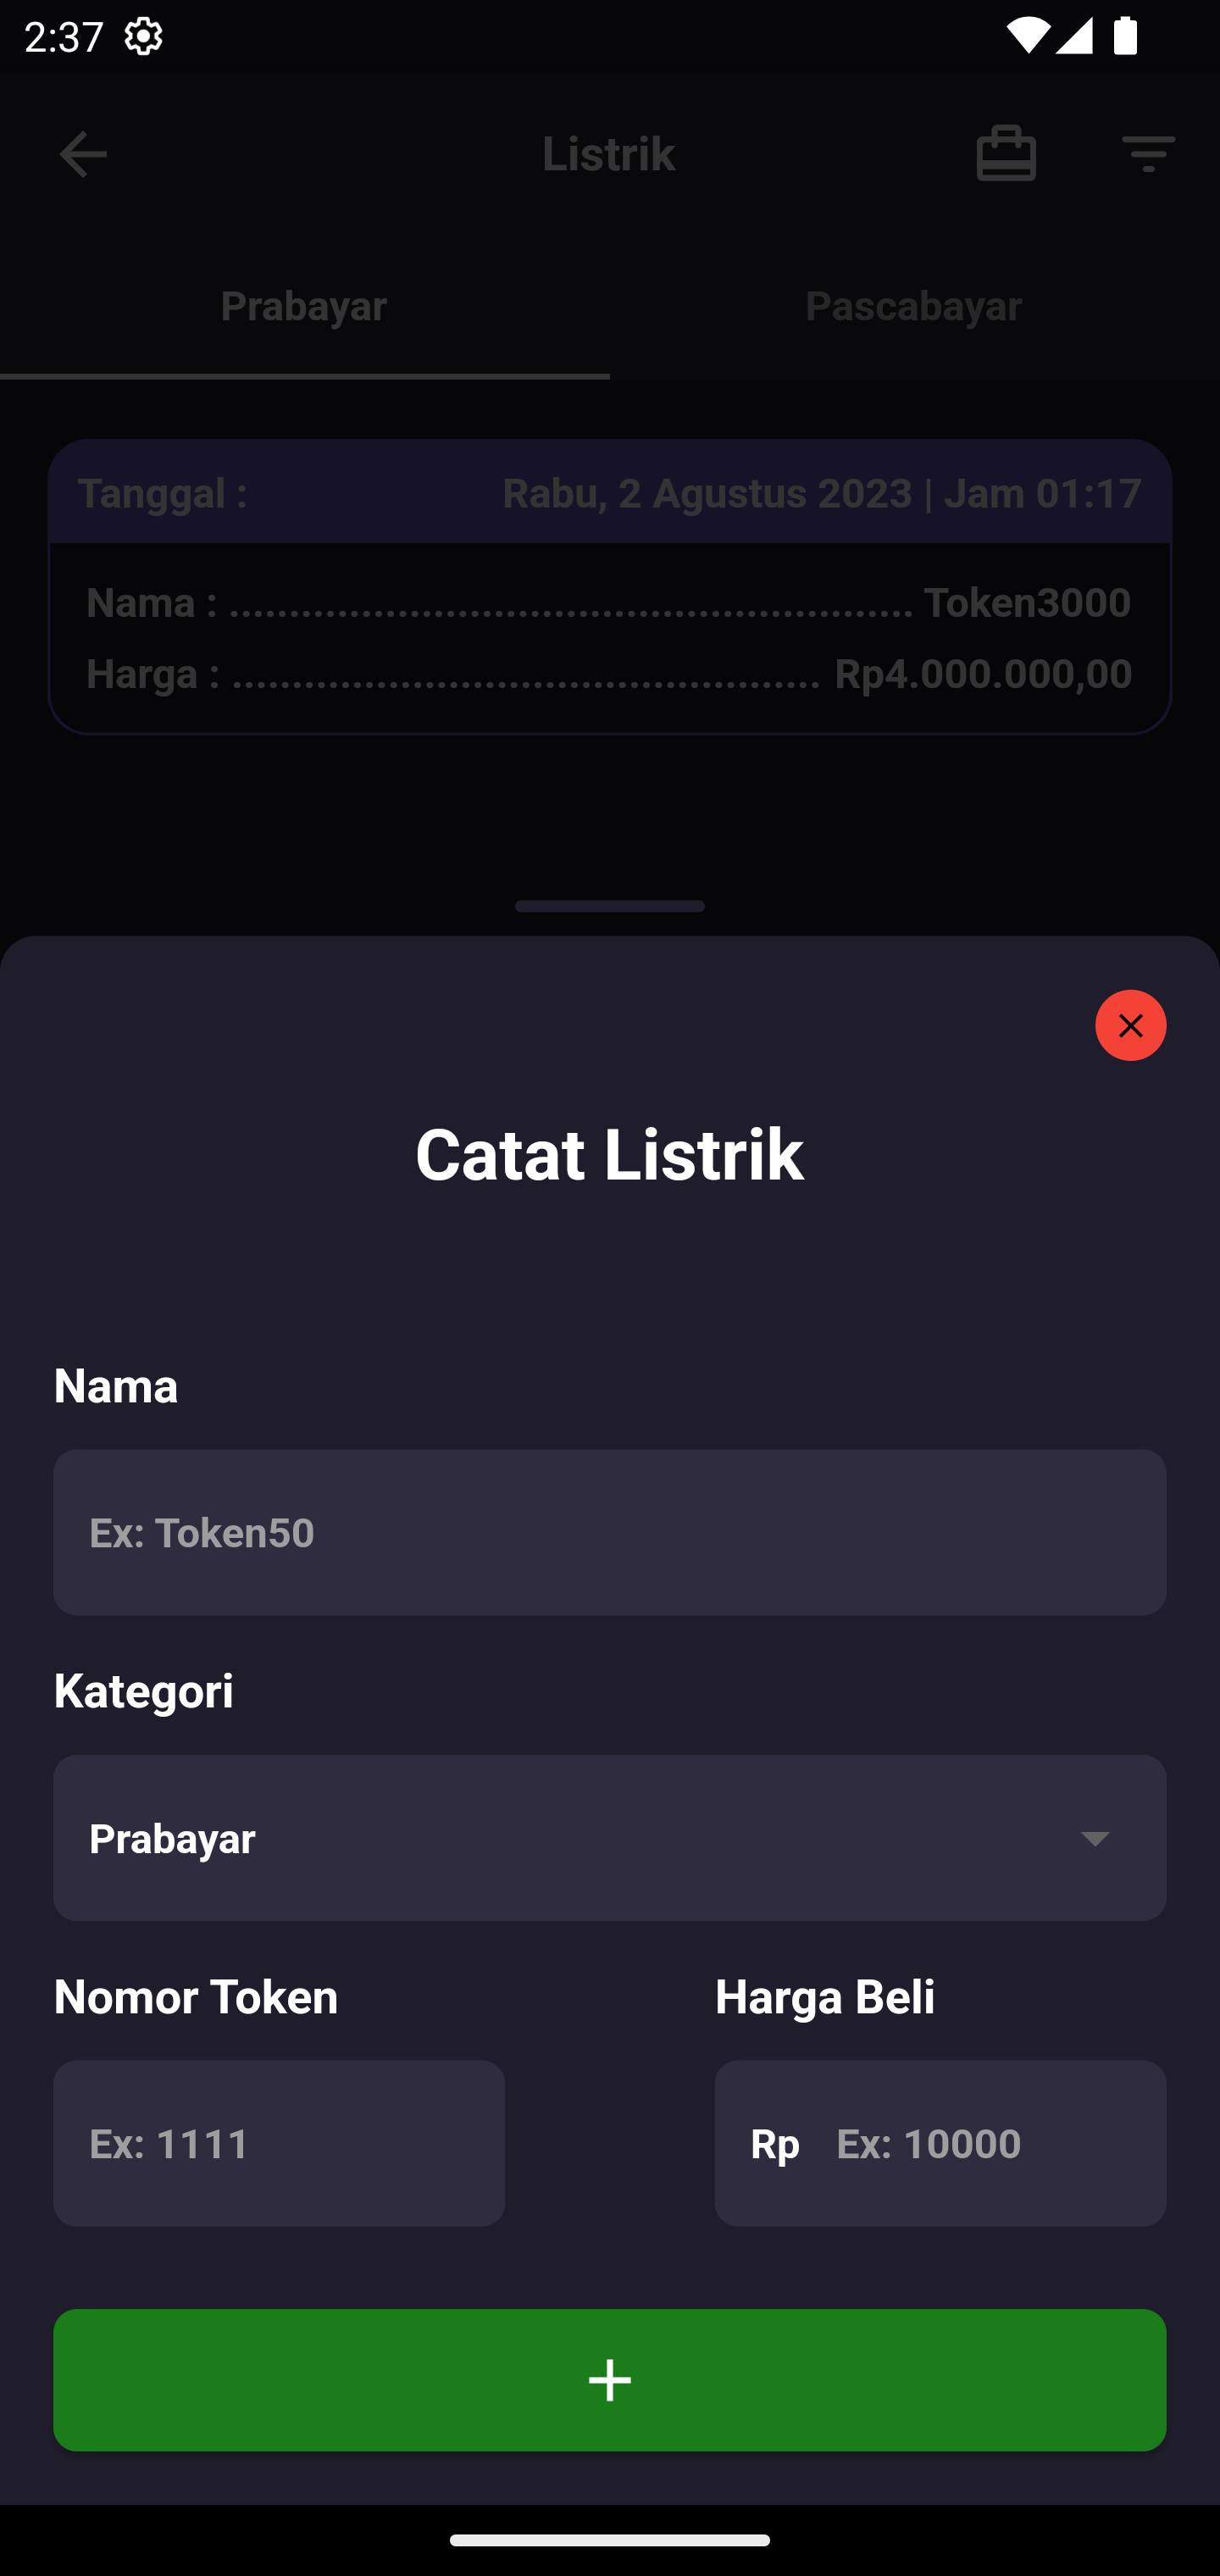 2:37
Listrik
Prabayar Pascabayar
Tanggal : Rabu, 2 Agustus 2023 | Jam 01:17
Nama : ......................................................... Token3000
Harga : ................................................. Rp4.000.000,00
Catat Listrik
Nama
Ex: Token50
Kategori
Prabayar
Nomor Token Harga Beli
Ex: 1111 Rp Ex: 10000